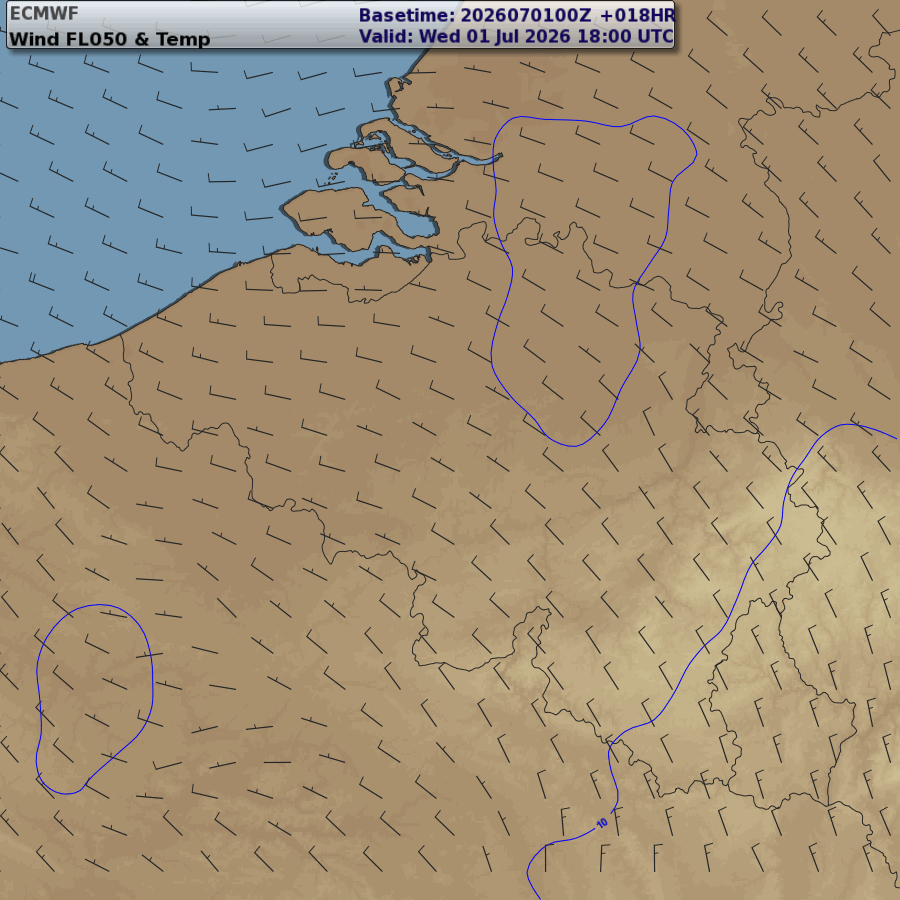 ECMWF
Basetime: 2026070100Z +018HR
Wind FL050 & Temp
Valid: Wed 01 Jul 2026 18:00 UTC
10